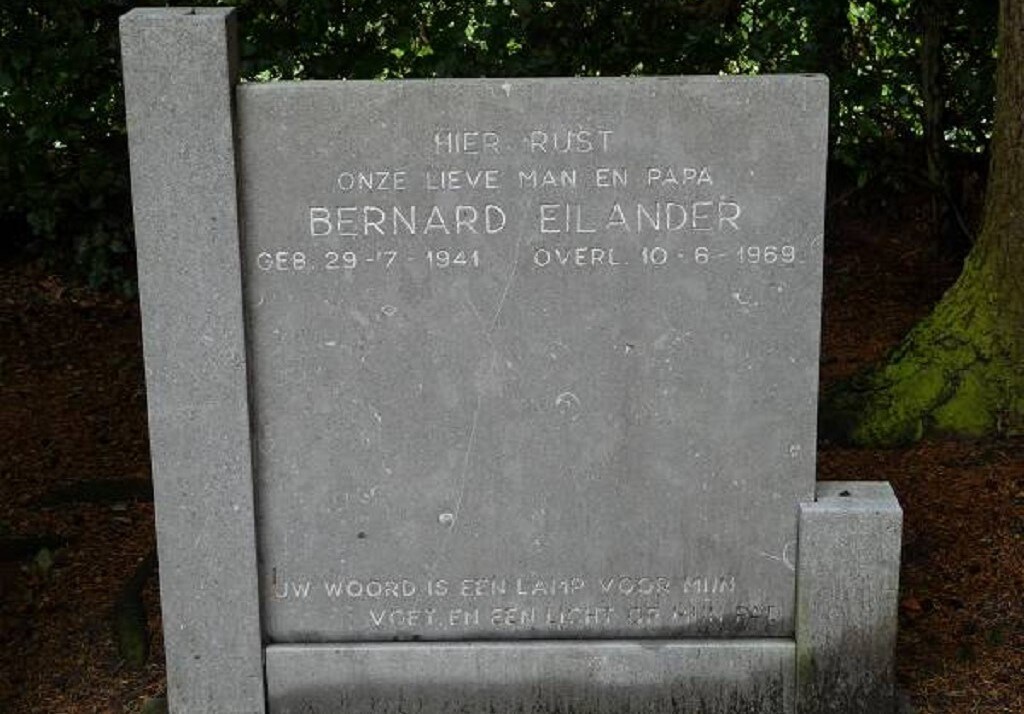 HIER RUST
ONZE LIEVE MAN EN PAPA
BERNARD EILANDER
GEB. 29-7-1941 OVERL. 10-6-1969
UW WOORD IS EEN LAMP VOOR MIJN
VOET, EN EEN LICHT OP MIJN PAD